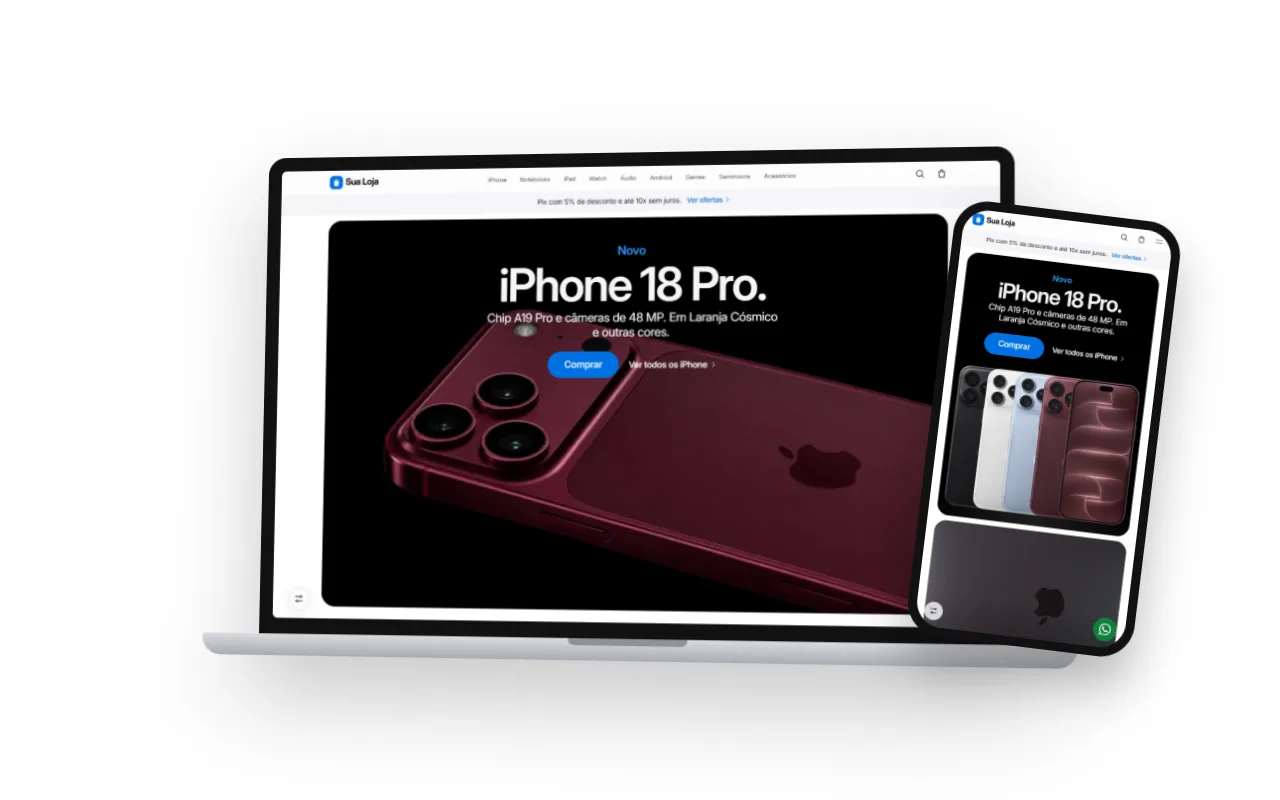 Sua Loja
iPhone Notebooks iPad Watch Áudio Android Games Seminovos Acessórios
Pix com 5% de desconto e até 10x sem juros. Ver ofertas >
Novo
iPhone 18 Pro.
Chip A19 Pro e câmeras de 48 MP. Em Laranja Cósmico
e outras cores.
Comprar Ver todos os iPhone >
Sua Loja
Pix com 5% de desconto e até 10x sem juros. Ver ofertas >
Novo
iPhone 18 Pro.
Chip A19 Pro e câmeras de 48 MP. Em
Laranja Cósmico e outras cores.
Comprar Ver todos os iPhone >